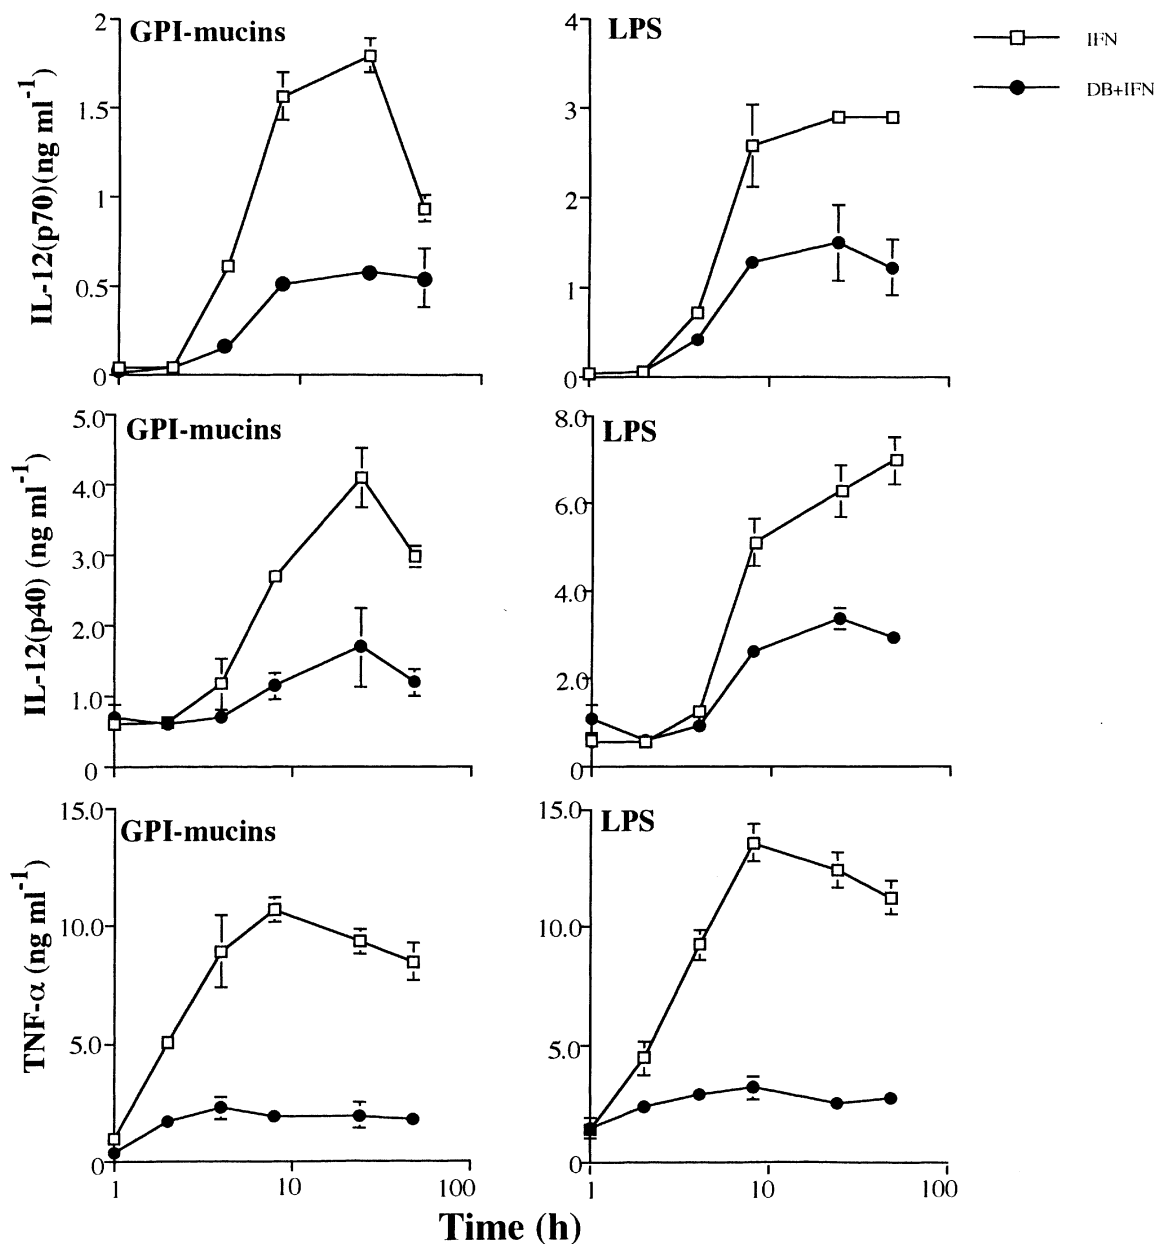 GPI-mucins
LPS
IFN
DB+IFN
IL-12(p70)(ng ml⁻¹)
2
1.5
1
0.5
0
4
3
2
1
0
GPI-mucins
LPS
IL-12(p40) (ng ml⁻¹)
5.0
4.0
3.0
2.0
1.0
0
8.0
6.0
4.0
2.0
0
GPI-mucins
LPS
TNF-α (ng ml⁻¹)
15.0
10.0
5.0
0
15.0
10.0
5.0
0
1 10 100
1 10 100
Time (h)